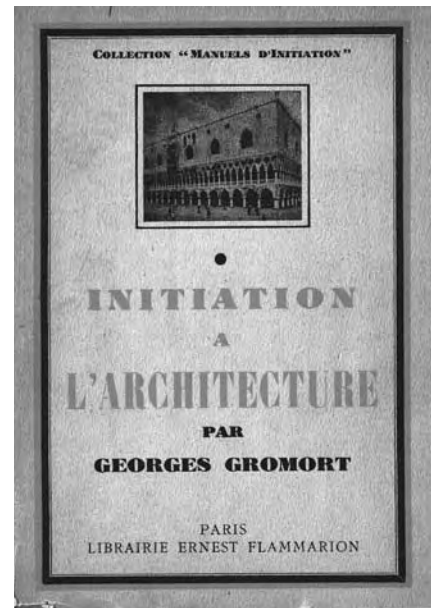 COLLECTION "MANUELS D'INITIATION"
INITIATION
A
L'ARCHITECTURE
PAR
GEORGES GROMORT
PARIS
LIBRAIRIE ERNEST FLAMMARION